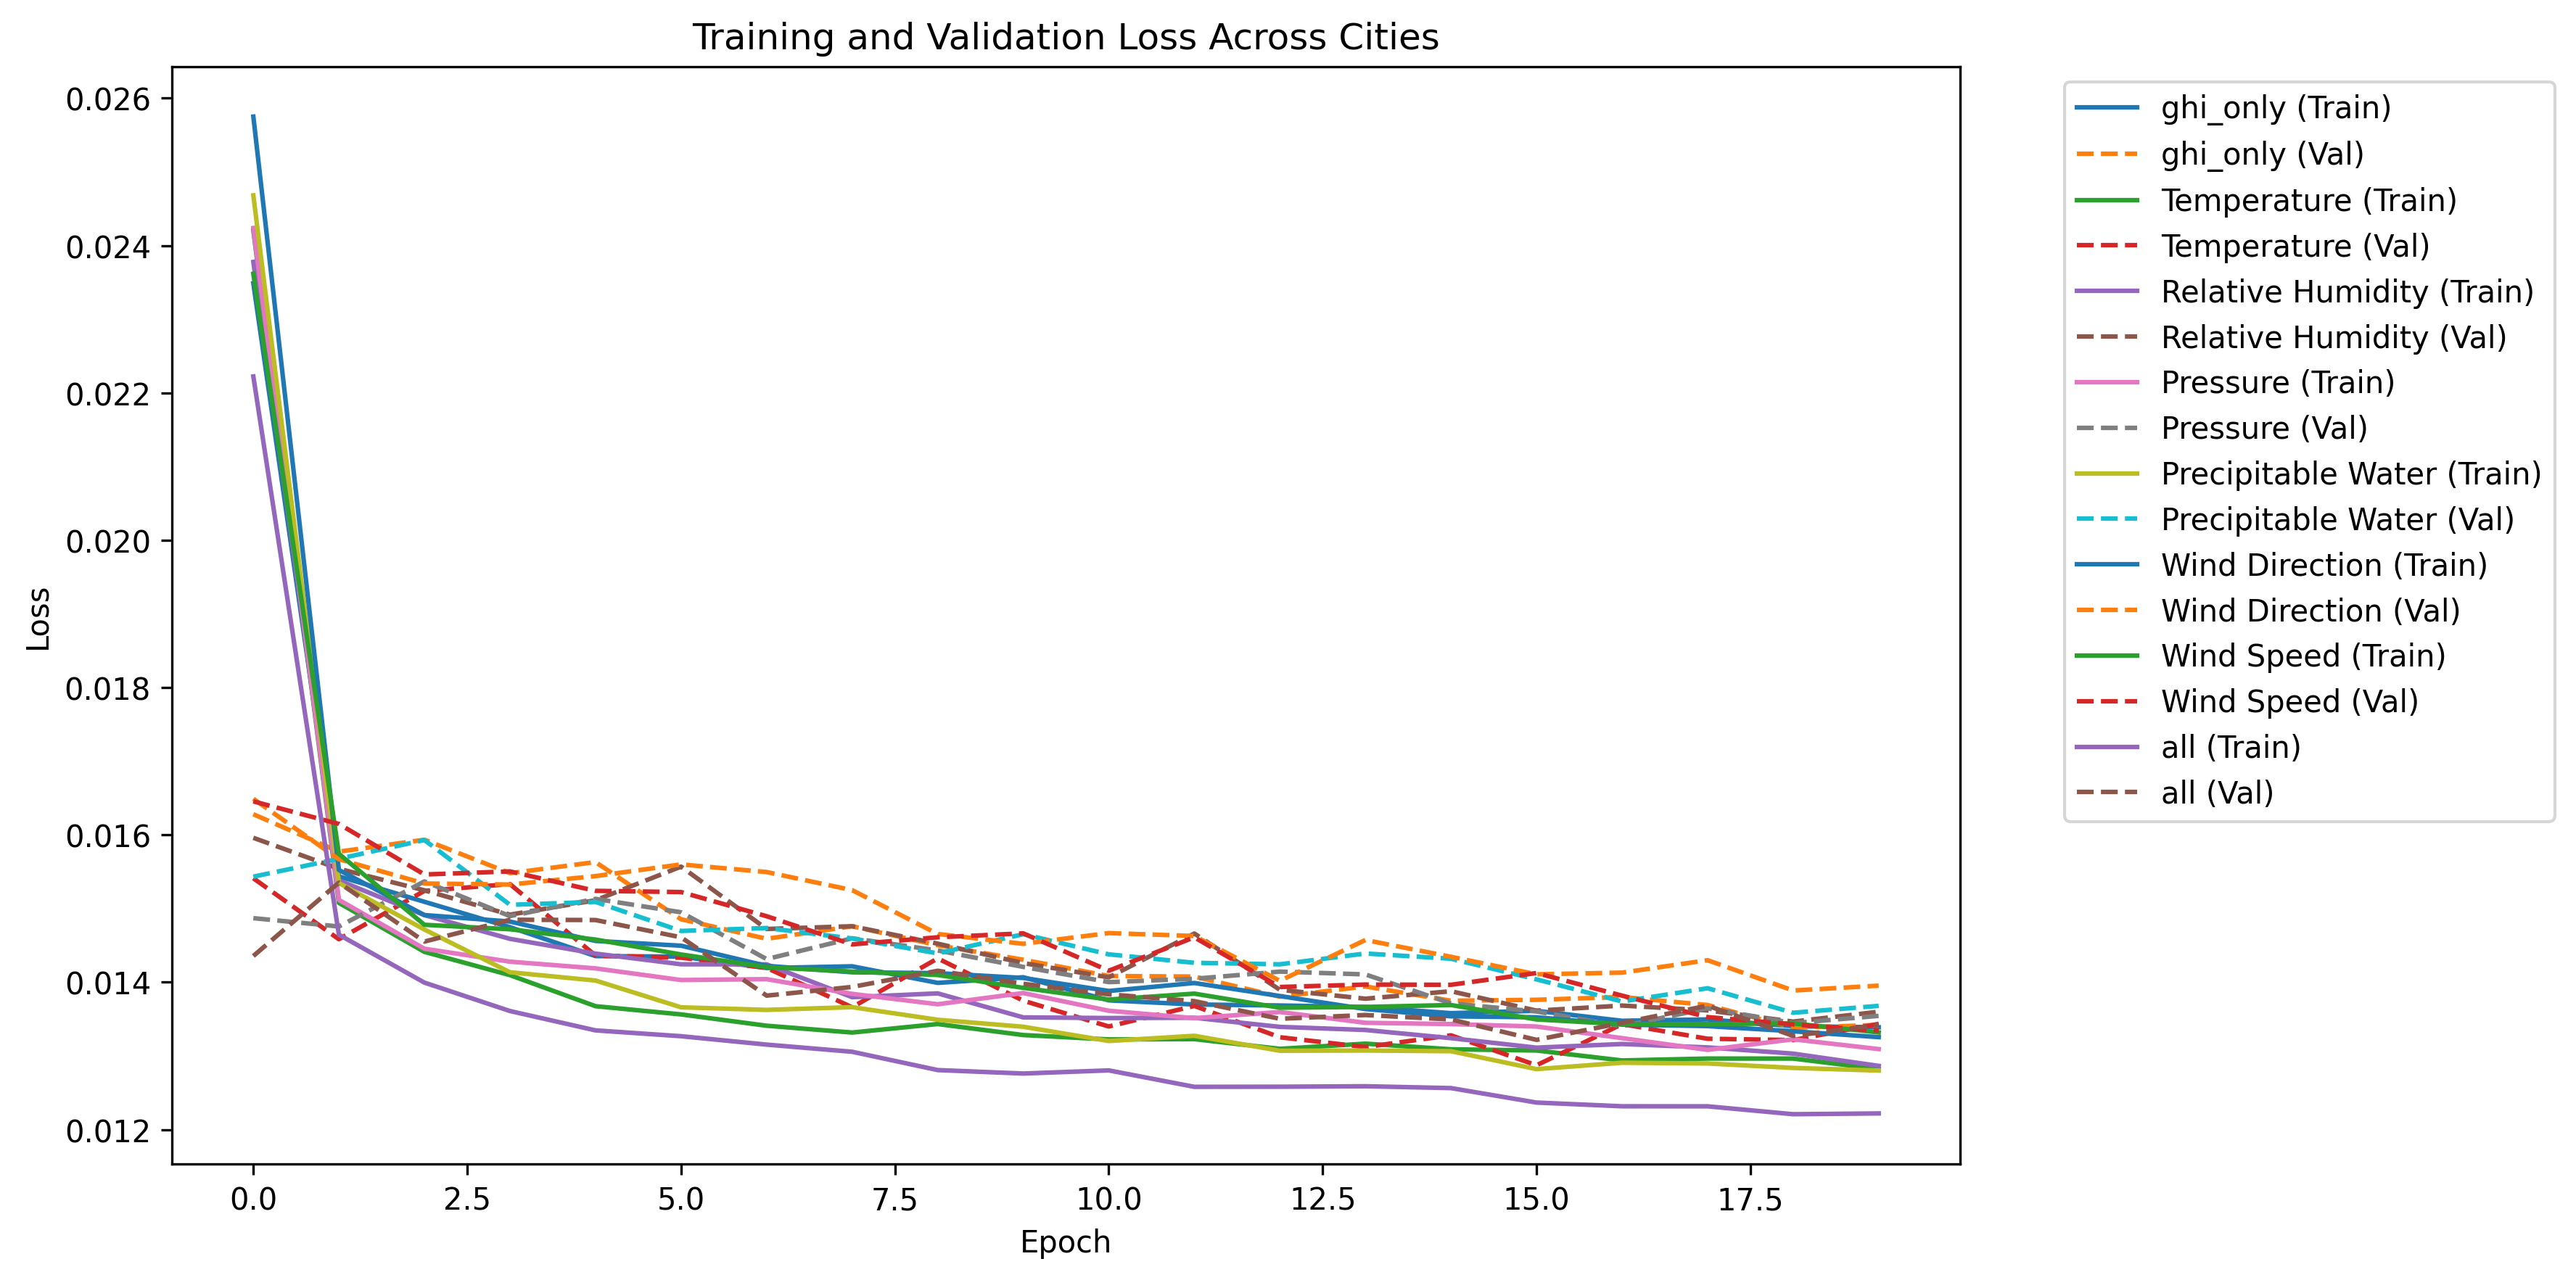 Training and Validation Loss Across Cities
0.026
0.024
0.022
0.020
0.018
0.016
0.014
0.012
Loss
0.0 2.5 5.0 7.5 10.0 12.5 15.0 17.5
Epoch
ghi_only (Train)
ghi_only (Val)
Temperature (Train)
Temperature (Val)
Relative Humidity (Train)
Relative Humidity (Val)
Pressure (Train)
Pressure (Val)
Precipitable Water (Train)
Precipitable Water (Val)
Wind Direction (Train)
Wind Direction (Val)
Wind Speed (Train)
Wind Speed (Val)
all (Train)
all (Val)